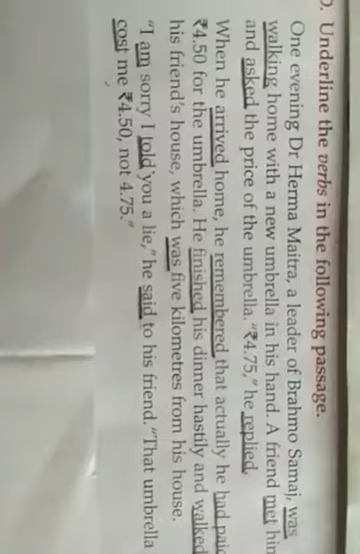 D. Underline the verbs in the following passage.
One evening Dr Herma Maitra, a leader of Brahmo Samaj, was
walking home with a new umbrella in his hand. A friend met him
and asked the price of the umbrella. "₹4.75," he replied.
When he arrived home, he remembered that actually he had paid
₹4.50 for the umbrella. He finished his dinner hastily and walked
his friend's house, which was five kilometres from his house.
"I am sorry I told you a lie," he said to his friend. "That umbrella
cost me ₹4.50, not 4.75."